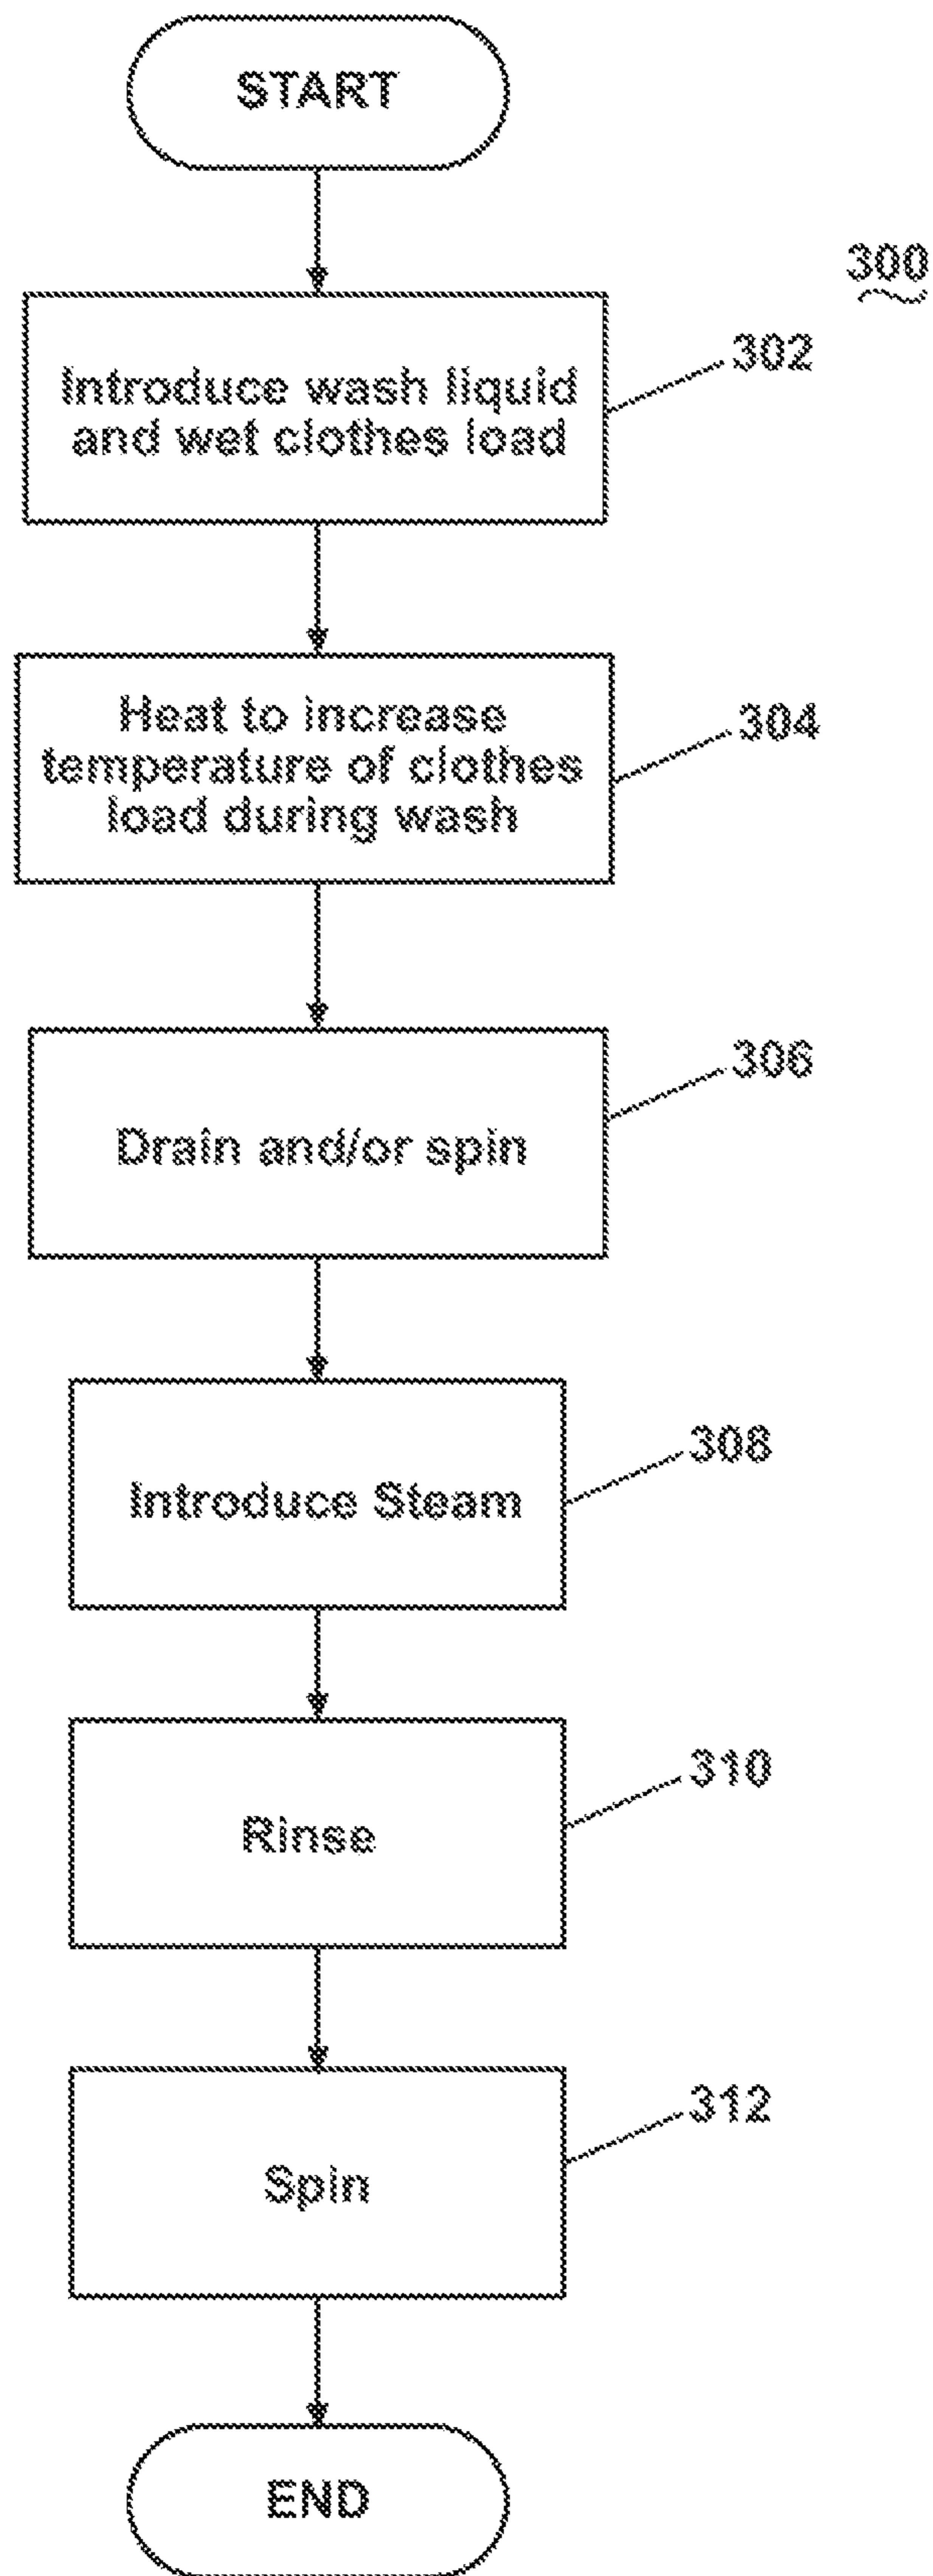 START
300
302
Introduce wash liquid
and wet clothes load
304
Heat to increase
temperature of clothes
load during wash
306
Drain and/or spin
308
Introduce Steam
310
Rinse
312
Spin
END